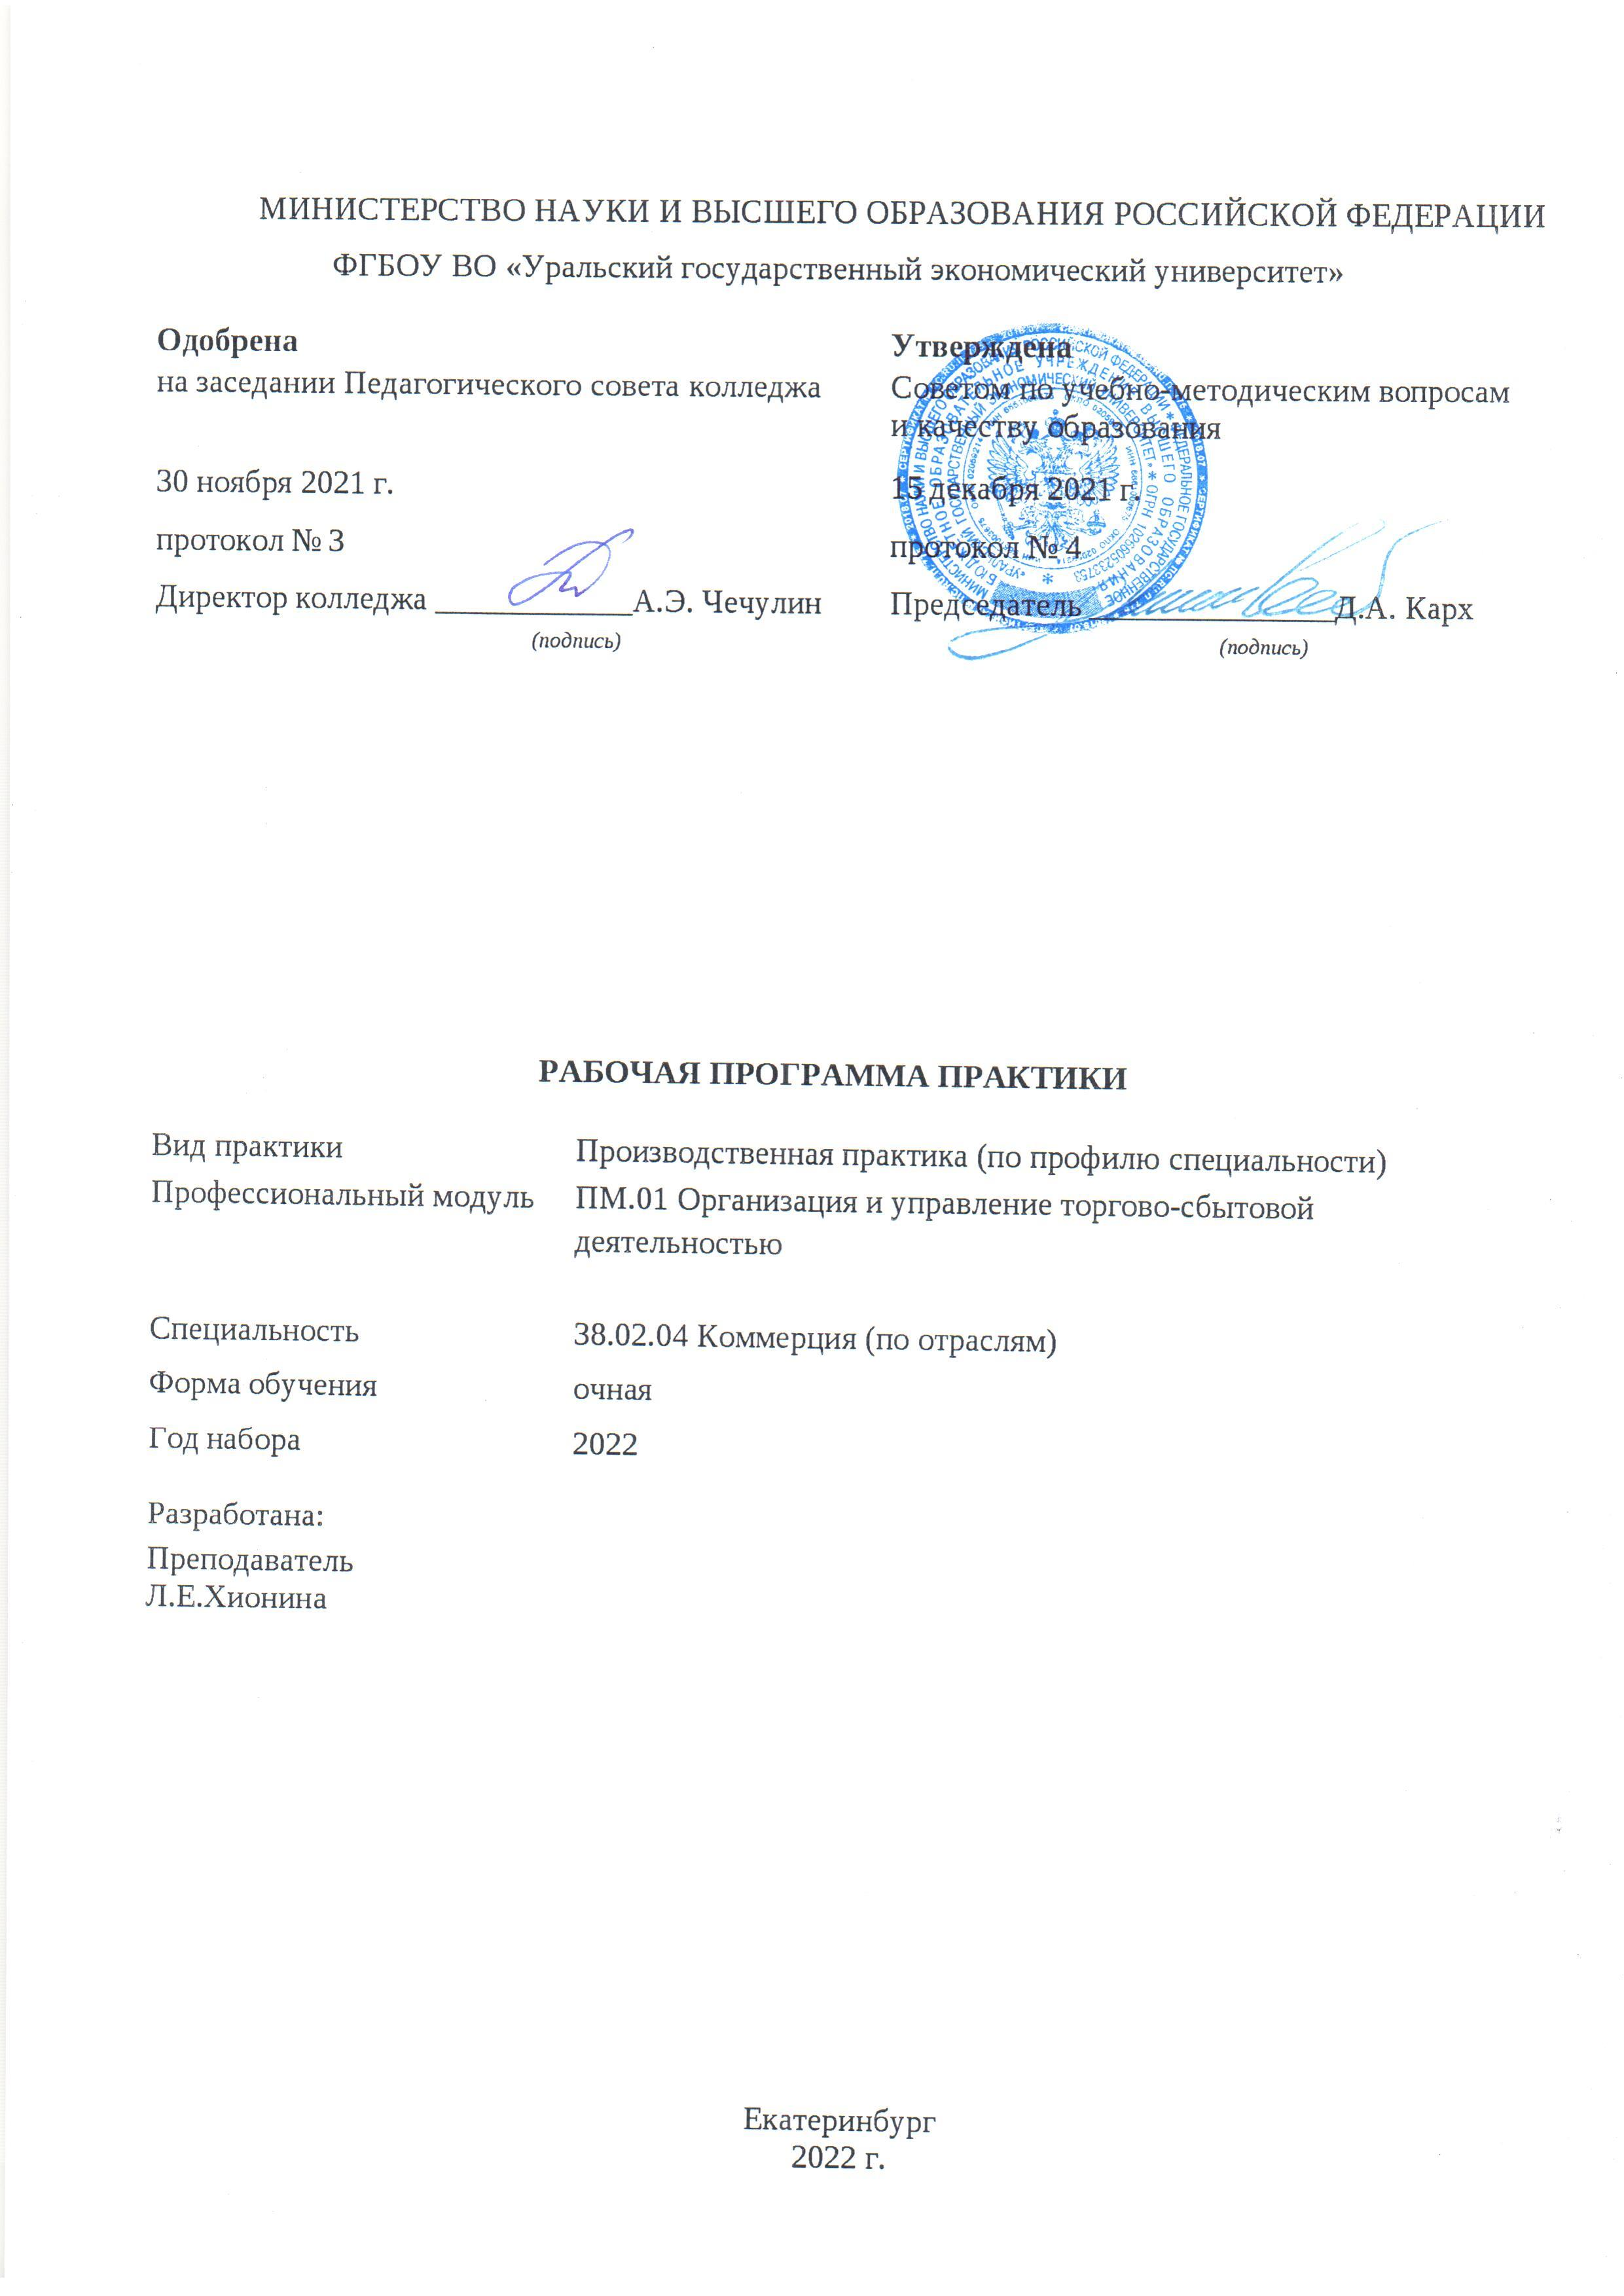 МИНИСТЕРСТВО НАУКИ И ВЫСШЕГО ОБРАЗОВАНИЯ РОССИЙСКОЙ ФЕДЕРАЦИИ
ФГБОУ ВО «Уральский государственный экономический университет»
Одобрена
на заседании Педагогического совета колледжа
30 ноября 2021 г.
протокол № 3
Директор колледжа ____________А.Э. Чечулин
(подпись)
Утверждена
Советом по учебно-методическим вопросам
и качеству образования
15 декабря 2021 г.
протокол № 4
Председатель _______________Д.А. Карх
(подпись)
РАБОЧАЯ ПРОГРАММА ПРАКТИКИ
Вид практики Производственная практика (по профилю специальности)
Профессиональный модуль ПМ.01 Организация и управление торгово-сбытовой
деятельностью
Специальность 38.02.04 Коммерция (по отраслям)
Форма обучения очная
Год набора 2022
Разработана:
Преподаватель
Л.Е.Хионина
Екатеринбург
2022 г.